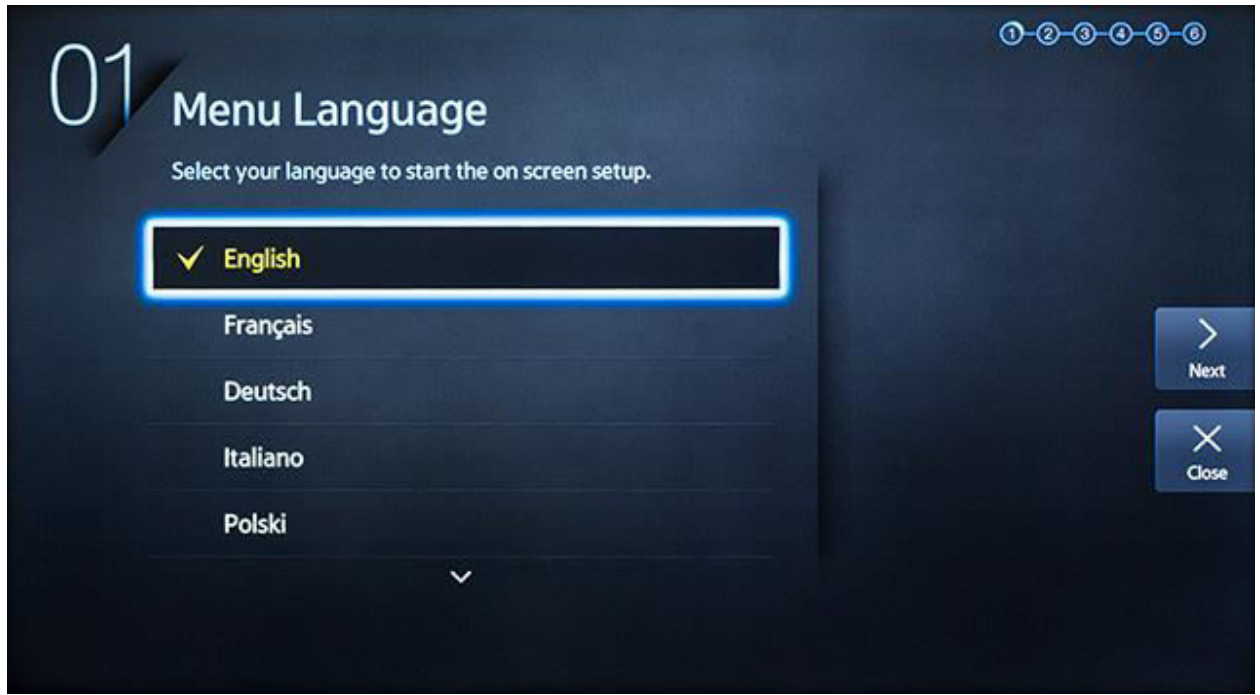 01
1 2 3 4 5 6
Menu Language
Select your language to start the on screen setup.
English
Français
Deutsch
Italiano
Polski
Next
Close